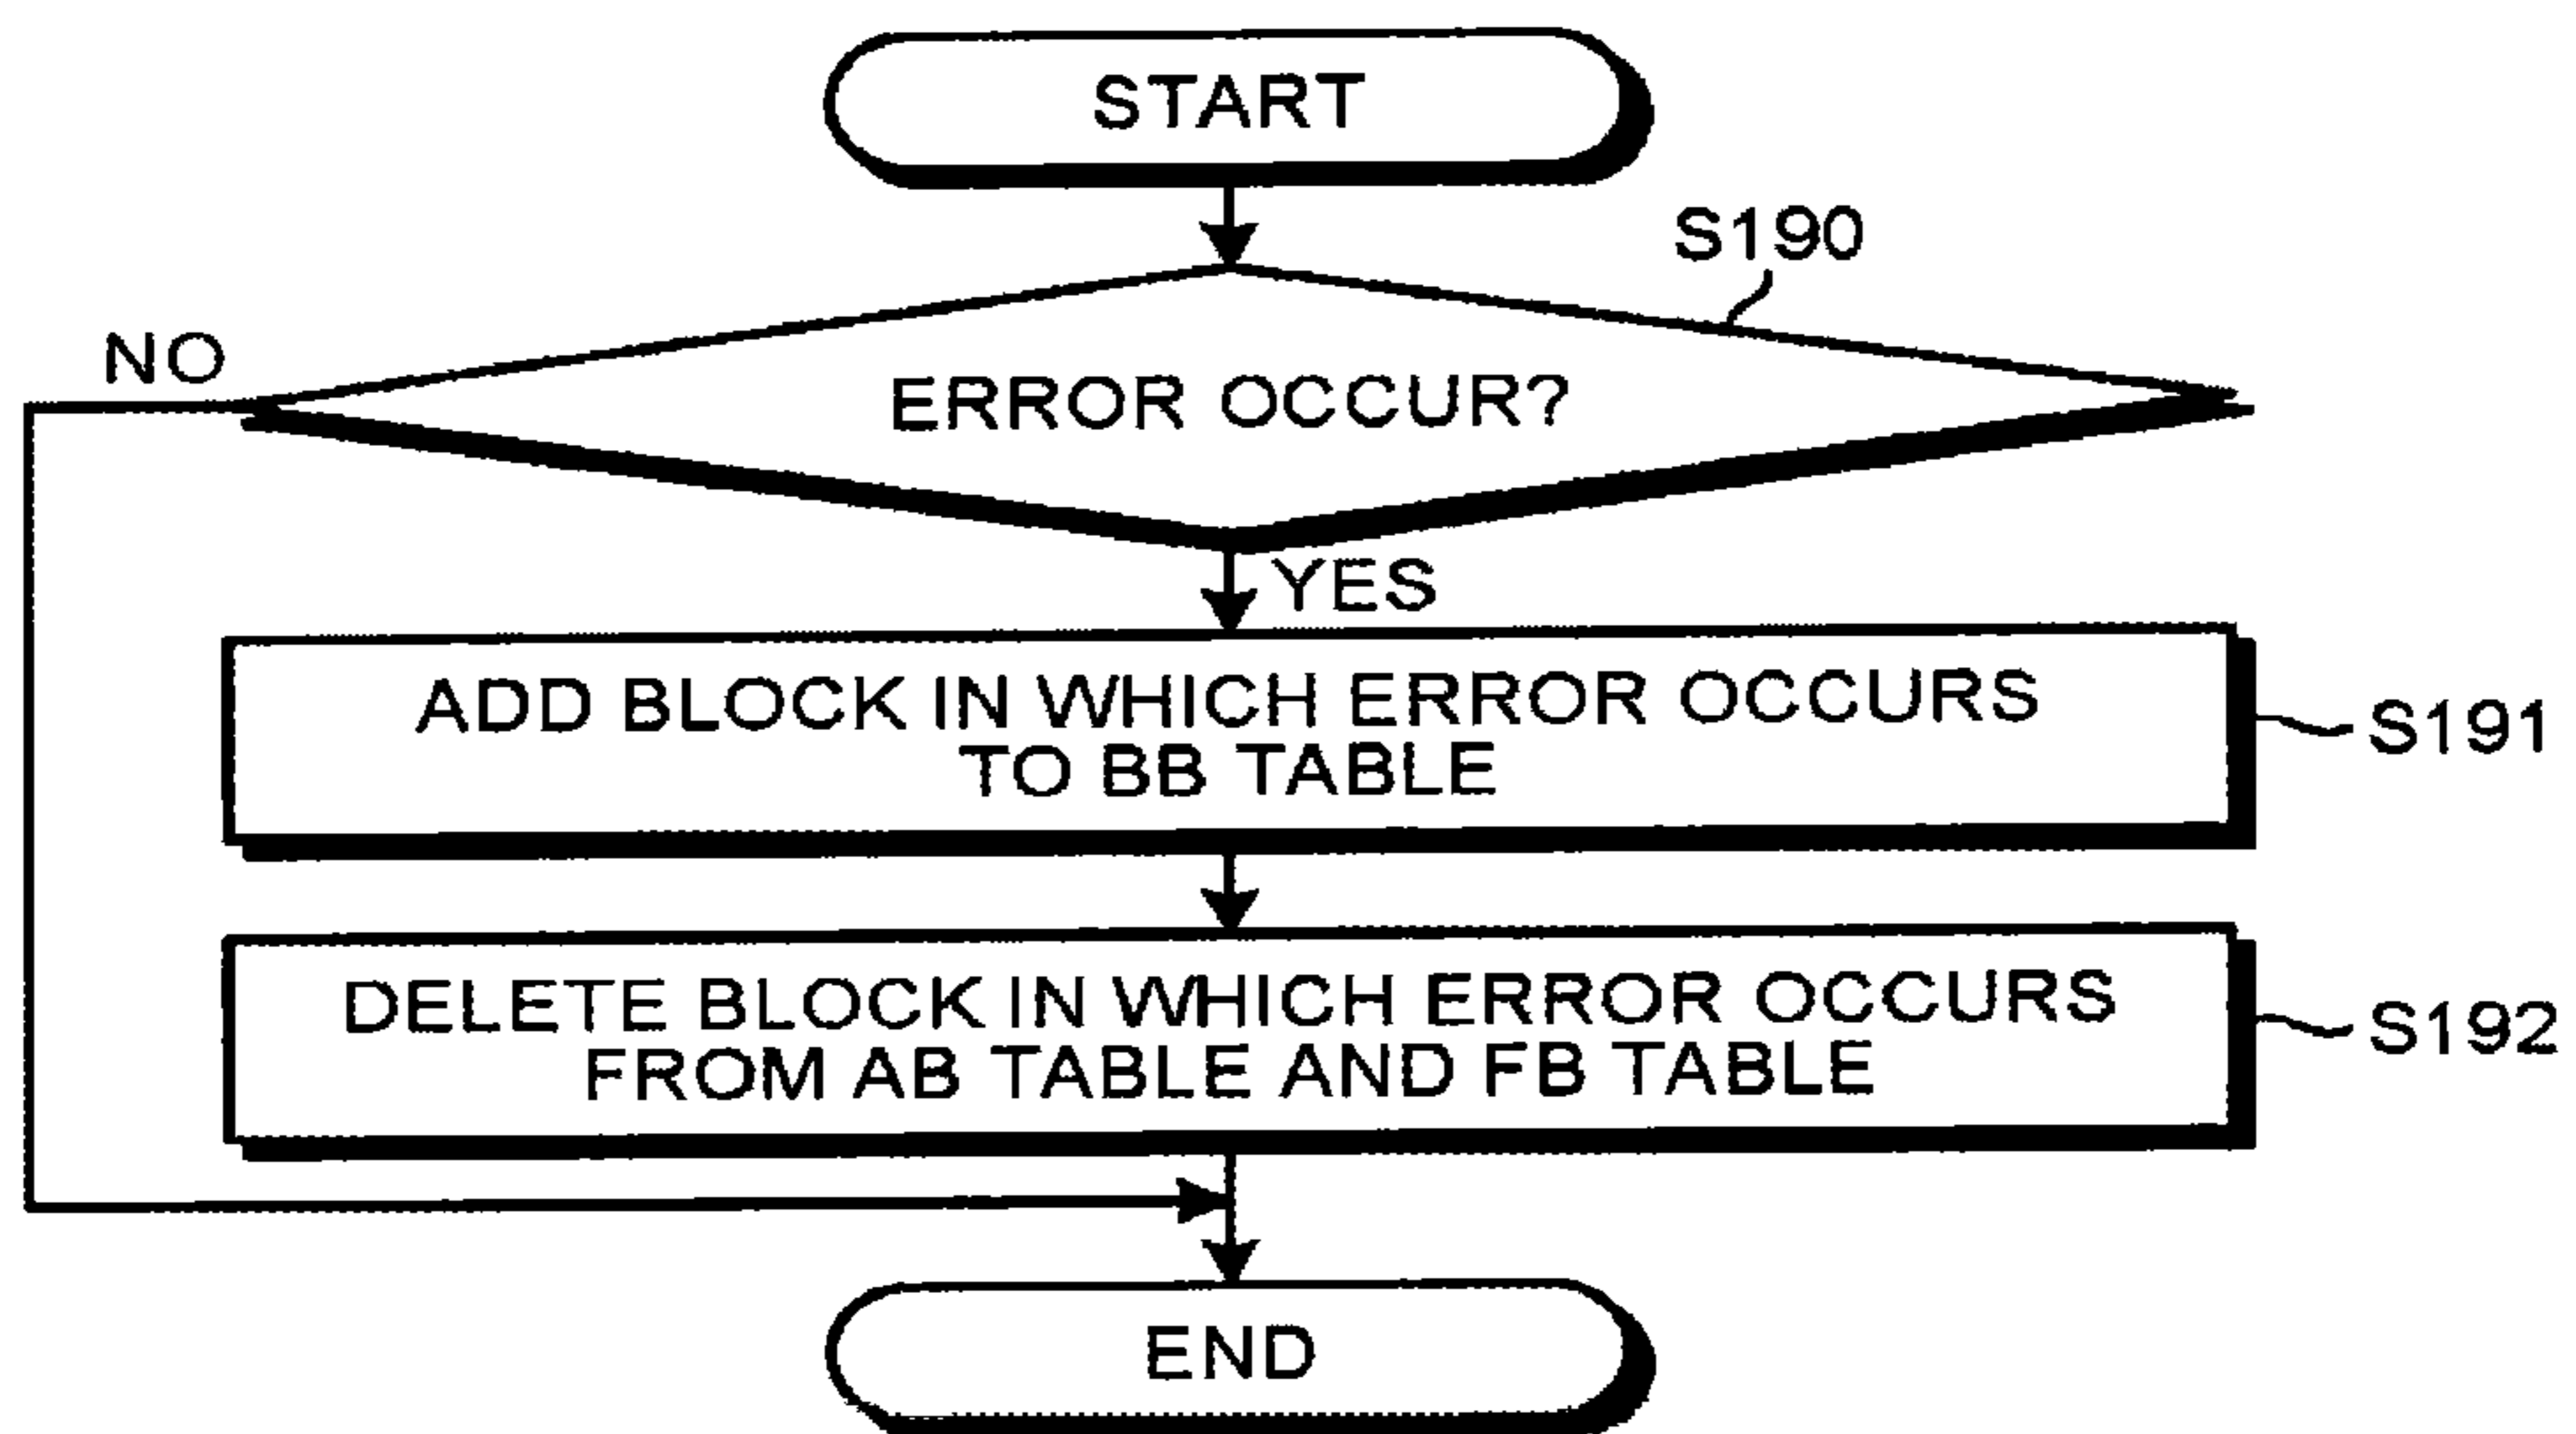 START
S190
NO
ERROR OCCUR?
YES
ADD BLOCK IN WHICH ERROR OCCURS
TO BB TABLE
S191
DELETE BLOCK IN WHICH ERROR OCCURS
FROM AB TABLE AND FB TABLE
S192
END